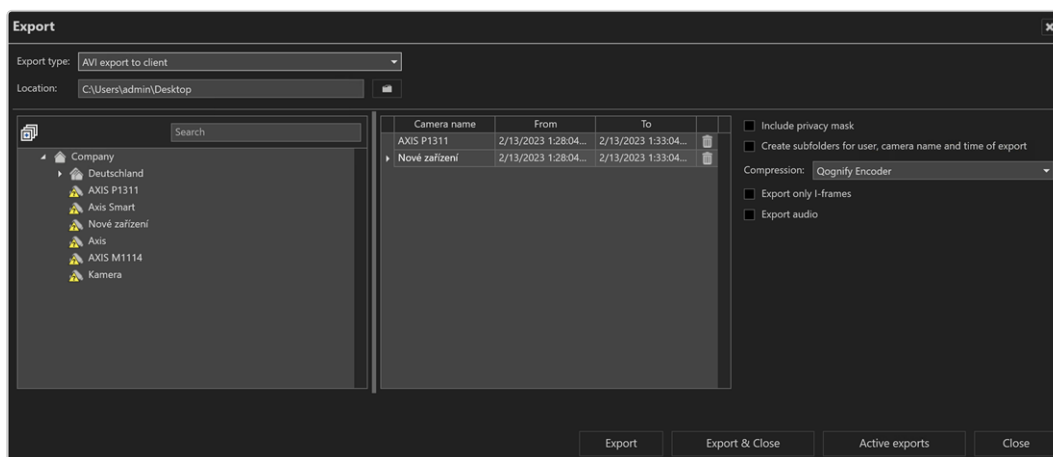 Export
Export type: AVI export to client
Location: C:\Users\admin\Desktop
Search
Company
Deutschland
AXIS P1311
Axis Smart
Nové zařízení
Axis
AXIS M1114
Kamera
Camera name From To
AXIS P1311 2/13/2023 1:28:04... 2/13/2023 1:33:04...
Nové zařízení 2/13/2023 1:28:04... 2/13/2023 1:33:04...
Include privacy mask
Create subfolders for user, camera name and time of export
Compression: Qognify Encoder
Export only I-frames
Export audio
Export Export & Close Active exports Close